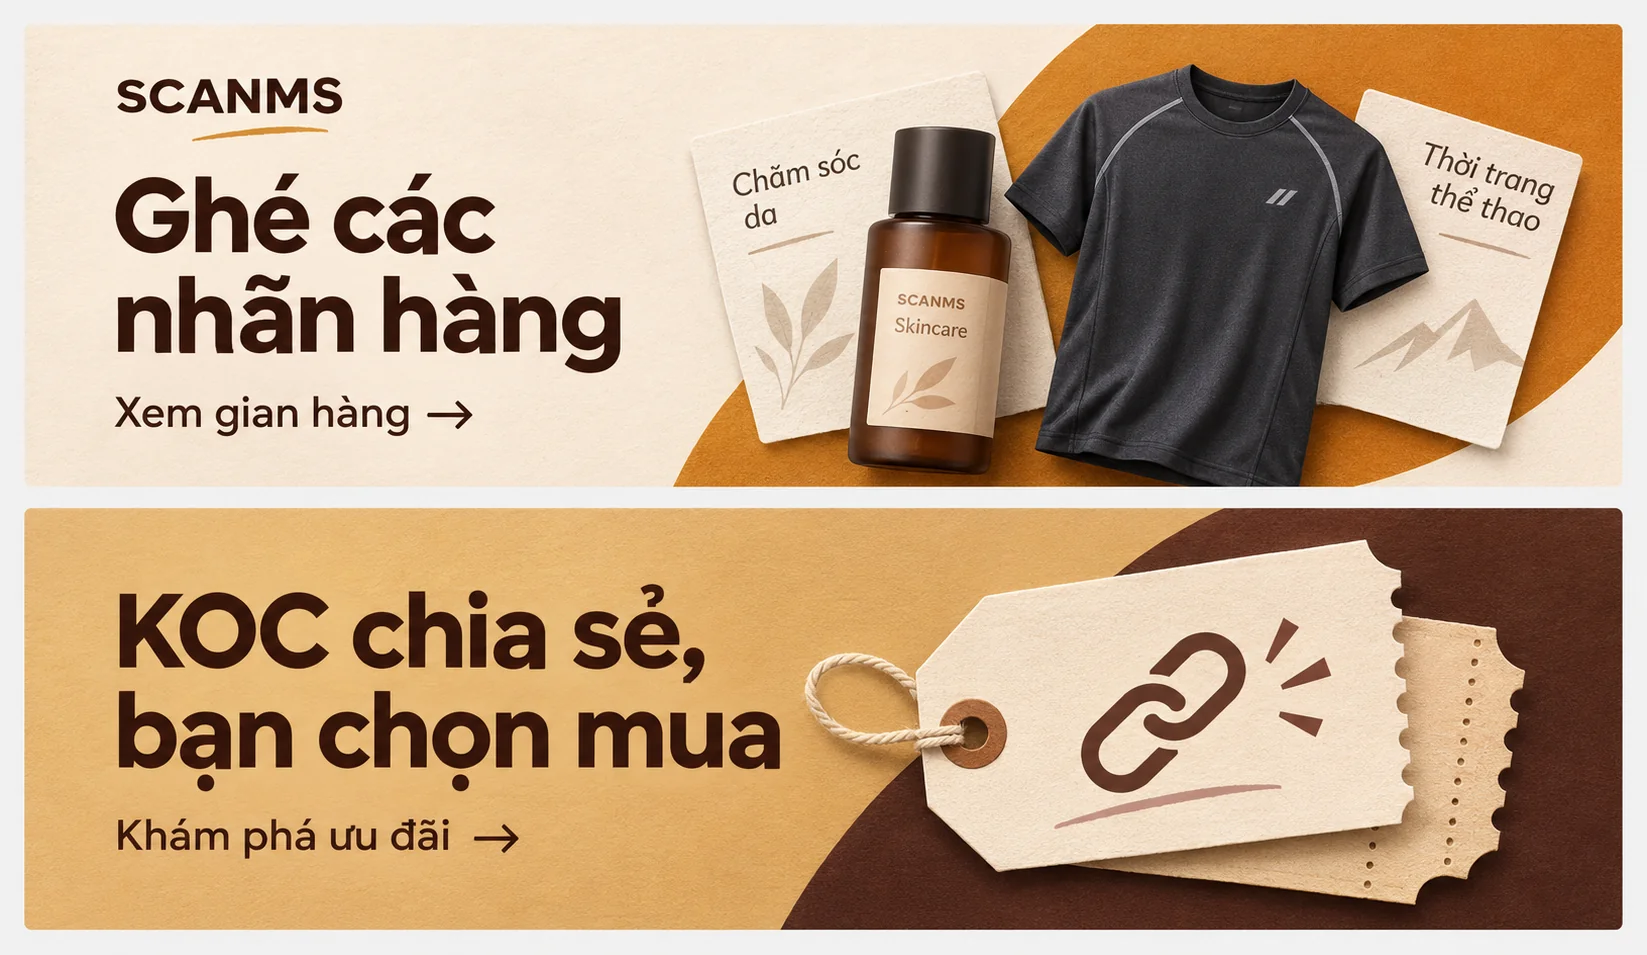 SCANMS
Ghé các
nhãn hàng
Xem gian hàng →
Chăm sóc
da
SCANMS
Skincare
Thời trang
thể thao
KOC chia sẻ,
bạn chọn mua
Khám phá ưu đãi →